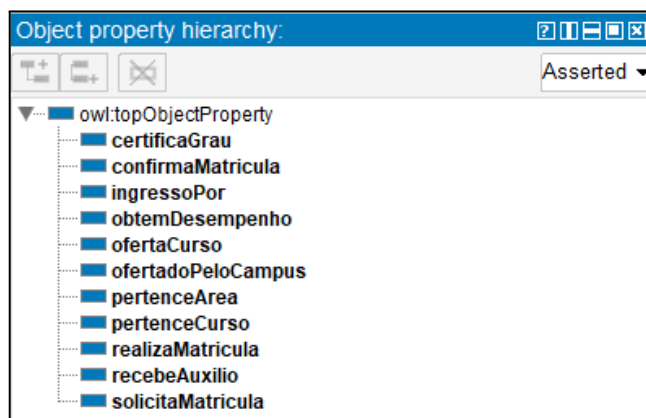 Object property hierarchy:
Asserted
owl:topObjectProperty
certificaGrau
confirmaMatricula
ingressoPor
obtemDesempenho
ofertaCurso
ofertadoPeloCampus
pertenceArea
pertenceCurso
realizaMatricula
recebeAuxilio
solicitaMatricula